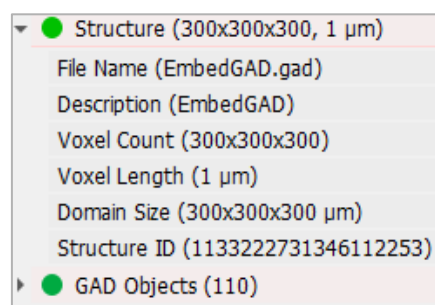 Structure (300x300x300, 1 µm)
File Name (EmbedGAD.gad)
Description (EmbedGAD)
Voxel Count (300x300x300)
Voxel Length (1 µm)
Domain Size (300x300x300 µm)
Structure ID (1133222731346112253)
GAD Objects (110)